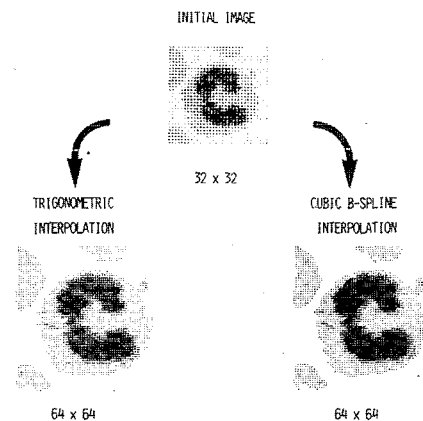 INITIAL IMAGE
32 x 32
TRIGONOMETRIC
INTERPOLATION
CUBIC B-SPLINE
INTERPOLATION
64 x 64
64 x 64